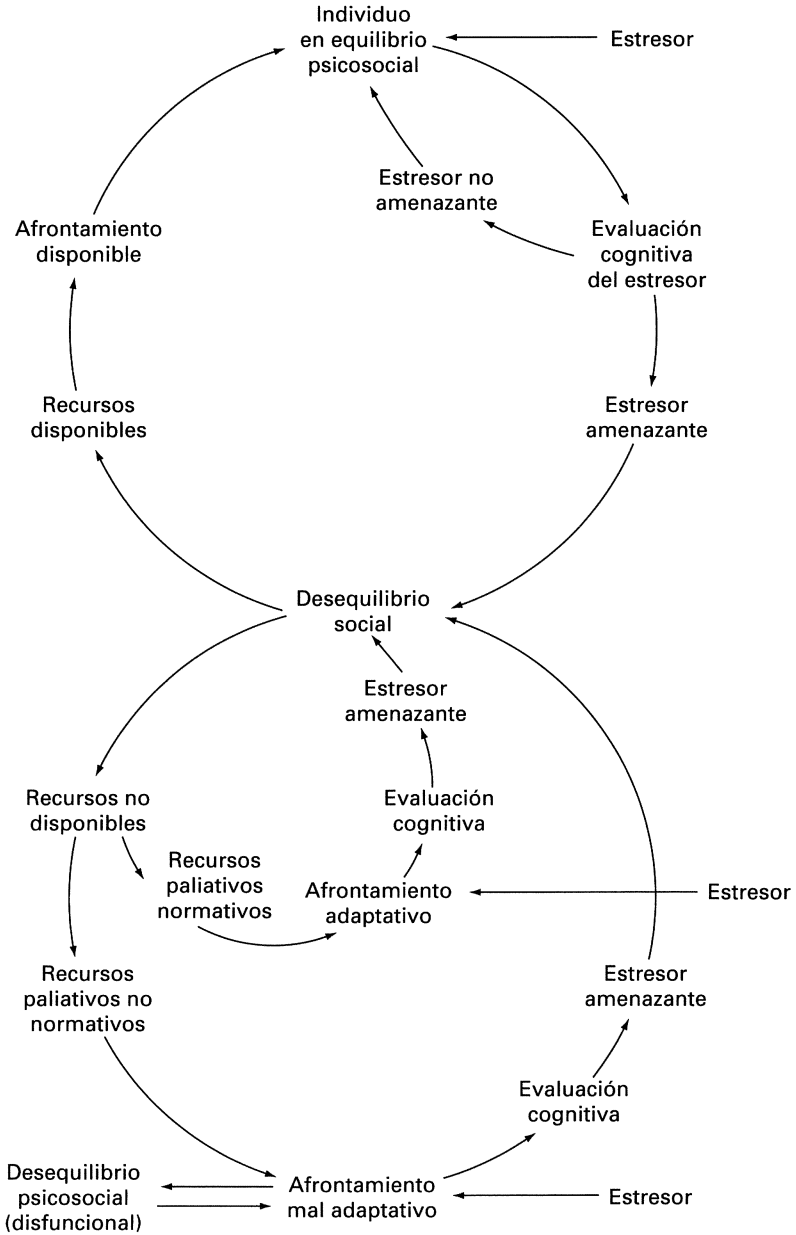 Individuo
en equilibrio
psicosocial
Estresor
Estresor no
amenazante
Afrontamiento
disponible
Evaluación
cognitiva
del estresor
Recursos
disponibles
Estresor
amenazante
Desequilibrio
social
Estresor
amenazante
Recursos no
disponibles
Evaluación
cognitiva
Recursos
paliativos
normativos
Afrontamiento
adaptativo
Estresor
Recursos
paliativos no
normativos
Estresor
amenazante
Evaluación
cognitiva
Desequilibrio
psicosocial
(disfuncional)
Afrontamiento
mal adaptativo
Estresor